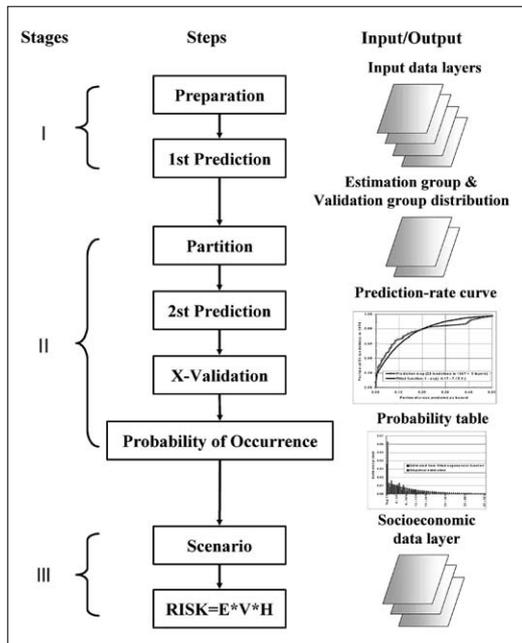 Stages Steps Input/Output
Input data layers
Preparation
I
1st Prediction
Estimation group &
Validation group distribution
Partition
Prediction-rate curve
2st Prediction
II
X-Validation
Probability table
Probability of Occurrence
Socioeconomic
data layer
Scenario
III
RISK=E*V*H